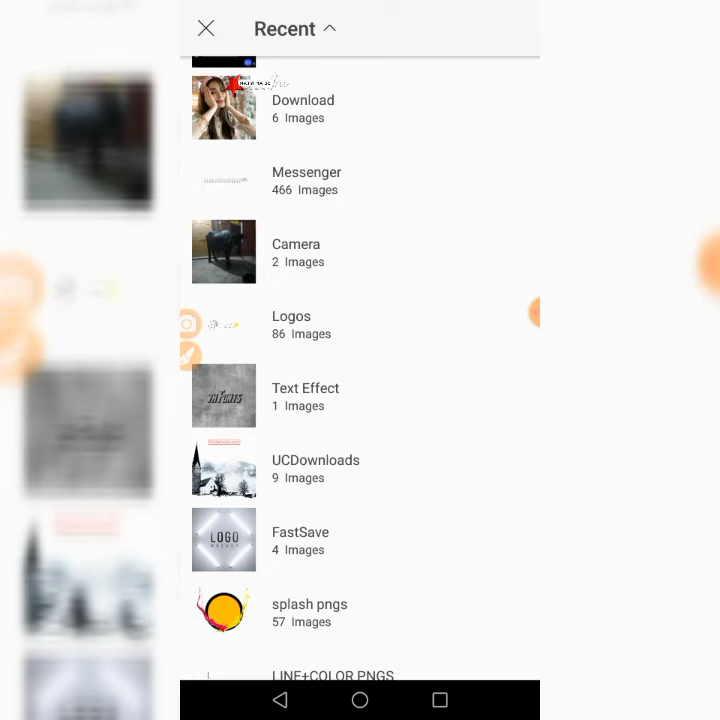 Recent
Download
6 Images
Messenger
466 Images
Camera
2 Images
Logos
86 Images
Text Effect
1 Images
UCDownloads
9 Images
FastSave
4 Images
LOGO
splash pngs
57 Images
LINE+COLOR PNGS